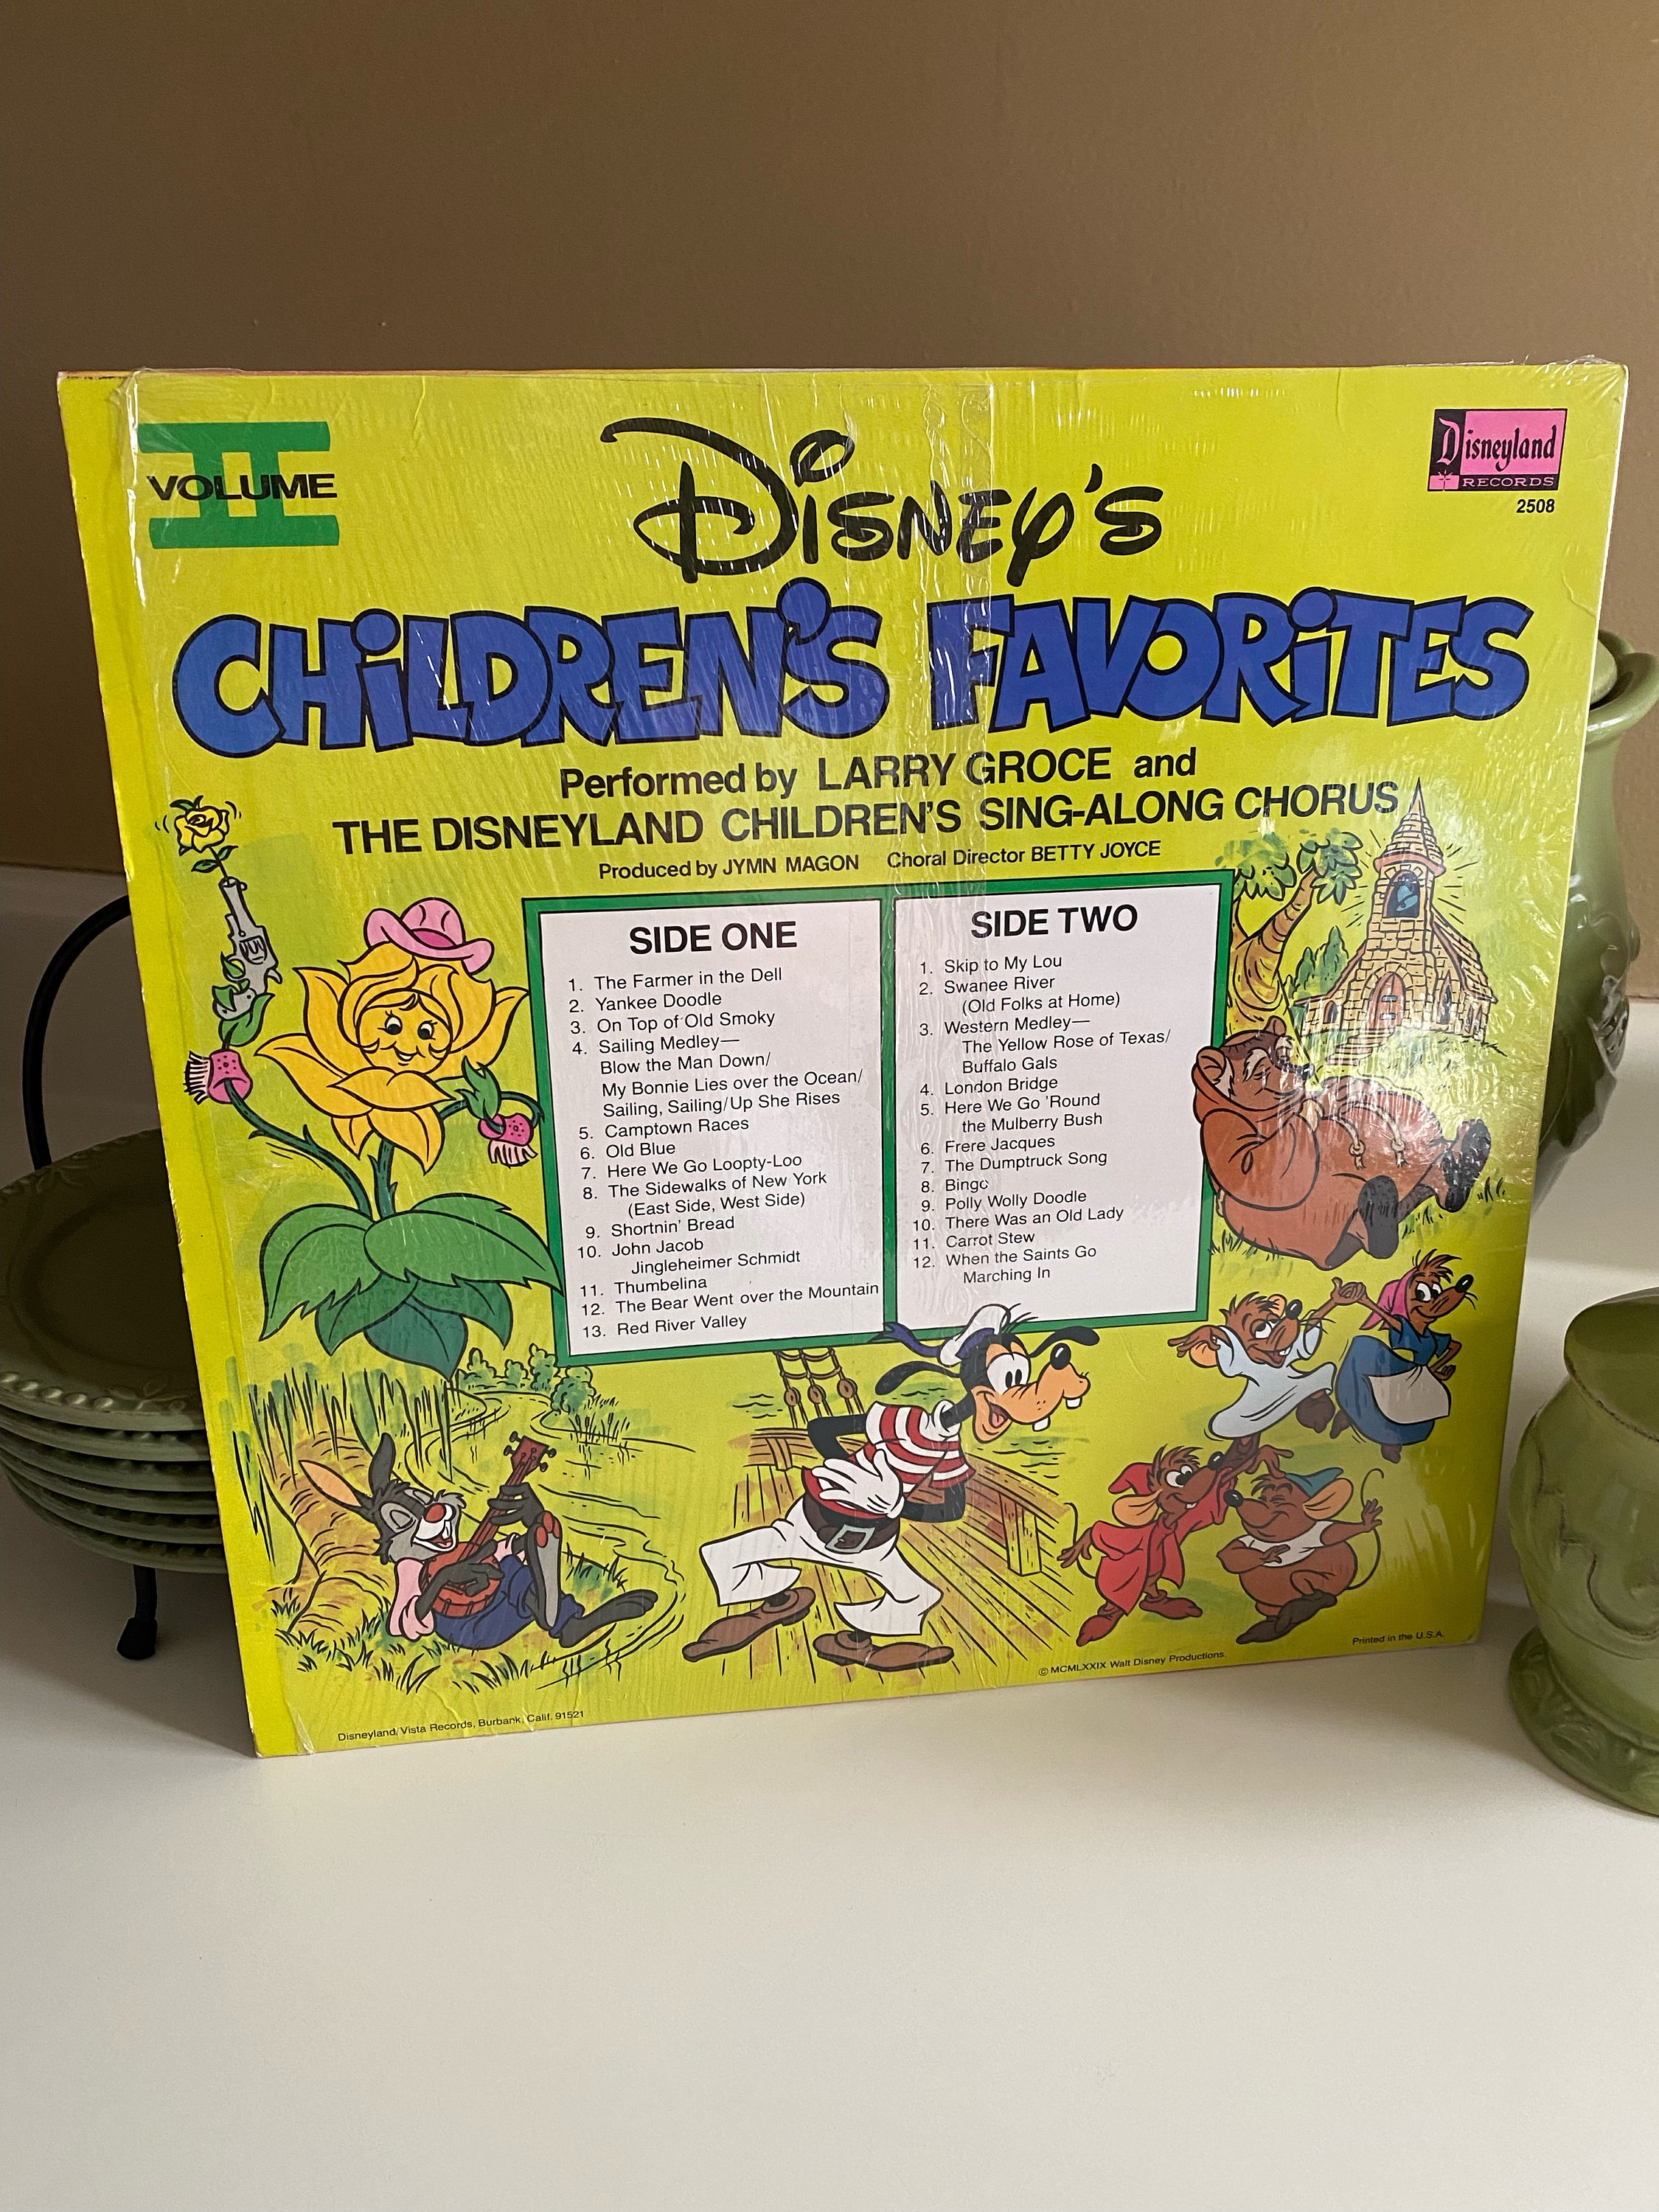 VOLUME
II
Disneyland
RECORDS
2508
DISNEY'S
CHiLDREN'S FAVORiTES
Performed by LARRY GROCE and
THE DISNEYLAND CHILDREN'S SING-ALONG CHORUS
Produced by JYMN MAGON Choral Director BETTY JOYCE
SIDE ONE
1. The Farmer in the Dell
2. Yankee Doodle
3. On Top of Old Smoky
4. Sailing Medley—
Blow the Man Down/
My Bonnie Lies over the Ocean/
Sailing, Sailing/Up She Rises
5. Camptown Races
6. Old Blue
7. Here We Go Loopty-Loo
8. The Sidewalks of New York
(East Side, West Side)
9. Shortnin' Bread
10. John Jacob
Jingleheimer Schmidt
11. Thumbelina
12. The Bear Went over the Mountain
13. Red River Valley
SIDE TWO
1. Skip to My Lou
2. Swanee River
(Old Folks at Home)
3. Western Medley—
The Yellow Rose of Texas/
Buffalo Gals
4. London Bridge
5. Here We Go 'Round
the Mulberry Bush
6. Frere Jacques
7. The Dumptruck Song
8. Bingo
9. Polly Wolly Doodle
10. There Was an Old Lady
11. Carrot Stew
12. When the Saints Go
Marching In
Disneyland/Vista Records, Burbank, Calif. 91521
© MCMLXXIX Walt Disney Productions.
Printed in the U.S.A.